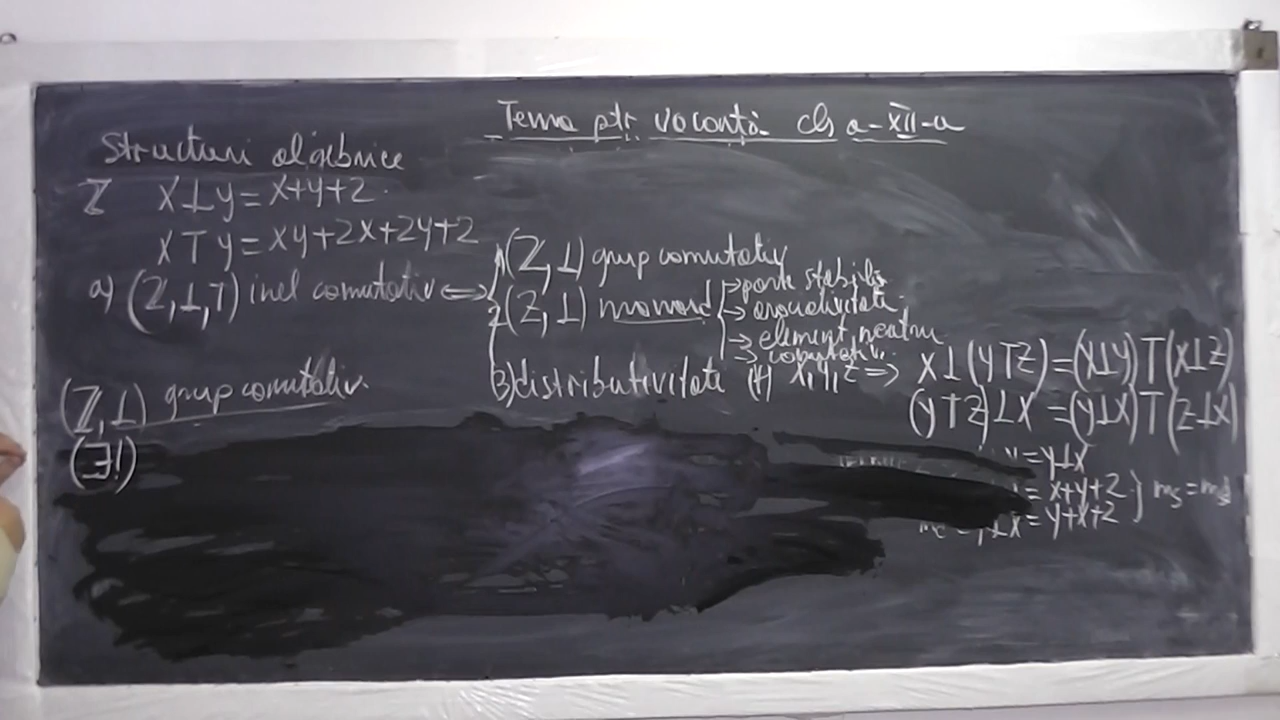 Tema ptr vacanţă cls a-XII-a
Structuri algebrice
Z x⊥y=x+y+2.
x⊤y=xy+2x+2y+2
a) (Z,⊥,⊤) inel comutativ ⟺
1(Z,⊥) grup comutativ
2(Z,⊥) monoid
→ parte stabilă
→ asociativitate
→ element neutru
→ comutativ.
3)distributivitate (∀) x,y,z =>
x⊥(y⊤z)=(x⊥y)⊤(x⊥z)
(y⊤z)⊥x=(y⊥x)⊤(z⊥x)
(Z,⊥) grup comutativ.
(∃!)
y=y⊥x
= x+y+2
y⊥x=y+x+2
} ms=md